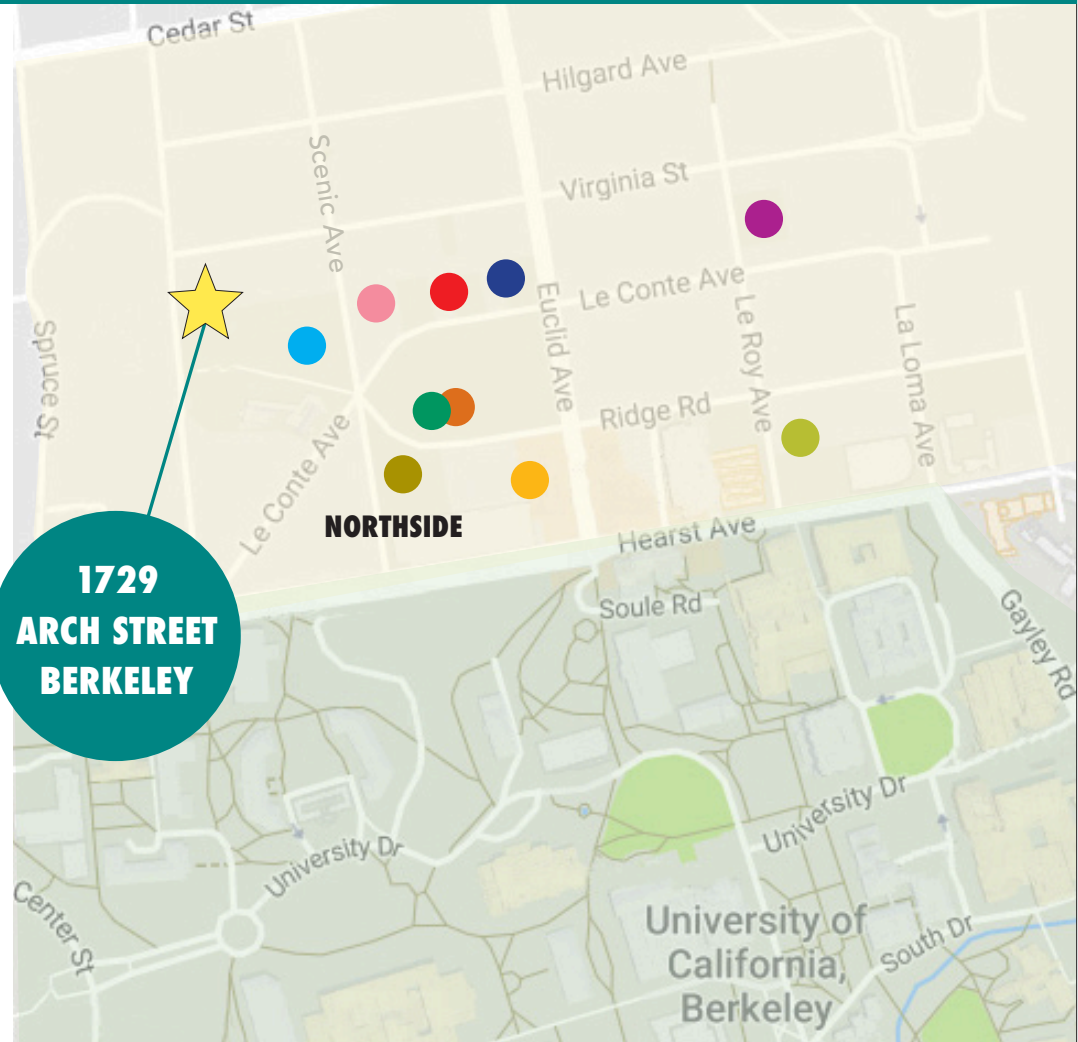 Cedar St
Hilgard Ave
Scenic Ave
Virginia St
Le Conte Ave
Euclid Ave
Le Roy Ave
La Loma Ave
Spruce St
Ridge Rd
Le Conte Ave
NORTHSIDE
Hearst Ave
1729
ARCH STREET
BERKELEY
Soule Rd
Gayley Rd
University Dr
University Dr
Center St
University of
California,
Berkeley
South Dr